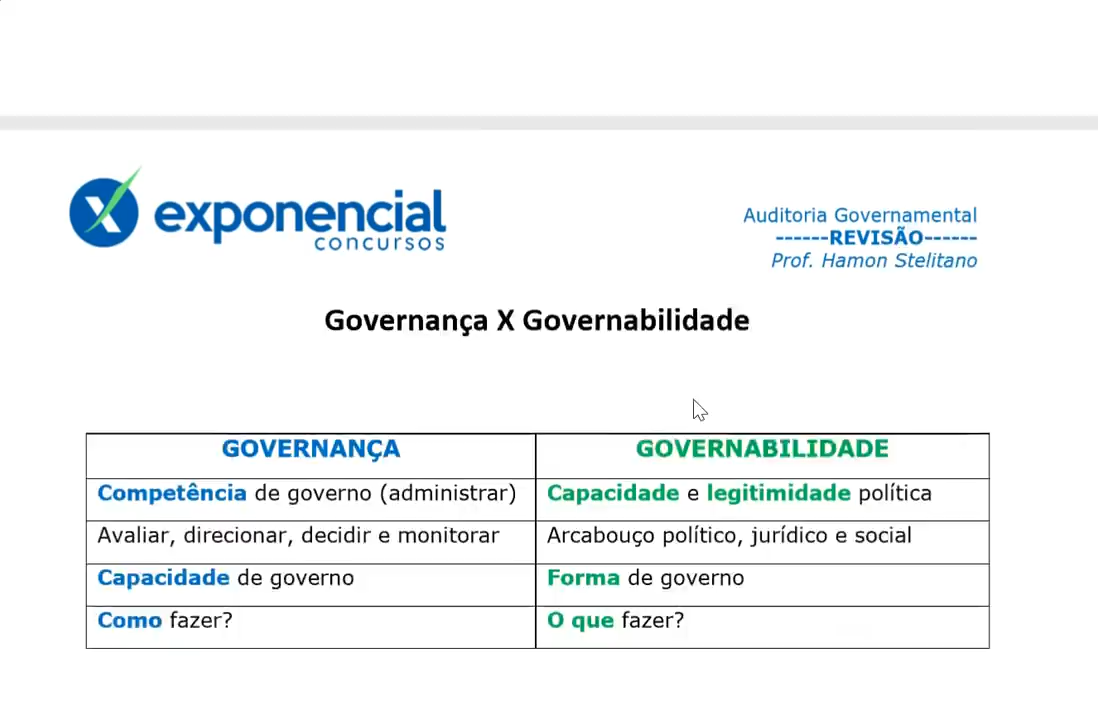 exponencial
concursos
Auditoria Governamental
------REVISÃO------
Prof. Hamon Stelitano
Governança X Governabilidade
GOVERNANÇA GOVERNABILIDADE
Competência de governo (administrar) Capacidade e legitimidade política
Avaliar, direcionar, decidir e monitorar Arcabouço político, jurídico e social
Capacidade de governo Forma de governo
Como fazer? O que fazer?